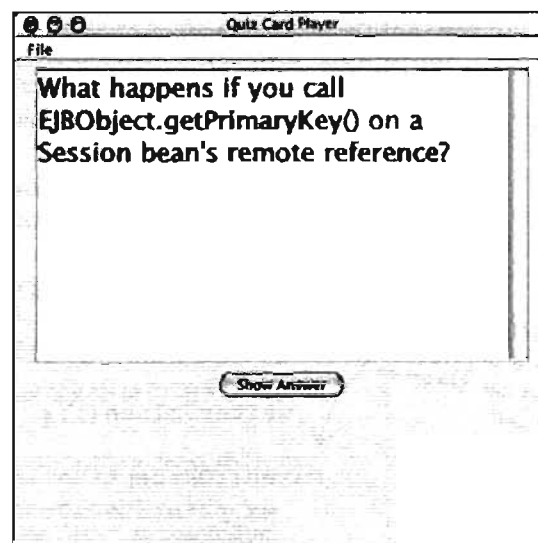 Quiz Card Player
File
What happens if you call
EJBObject.getPrimaryKey() on a
Session bean's remote reference?
Show Answer